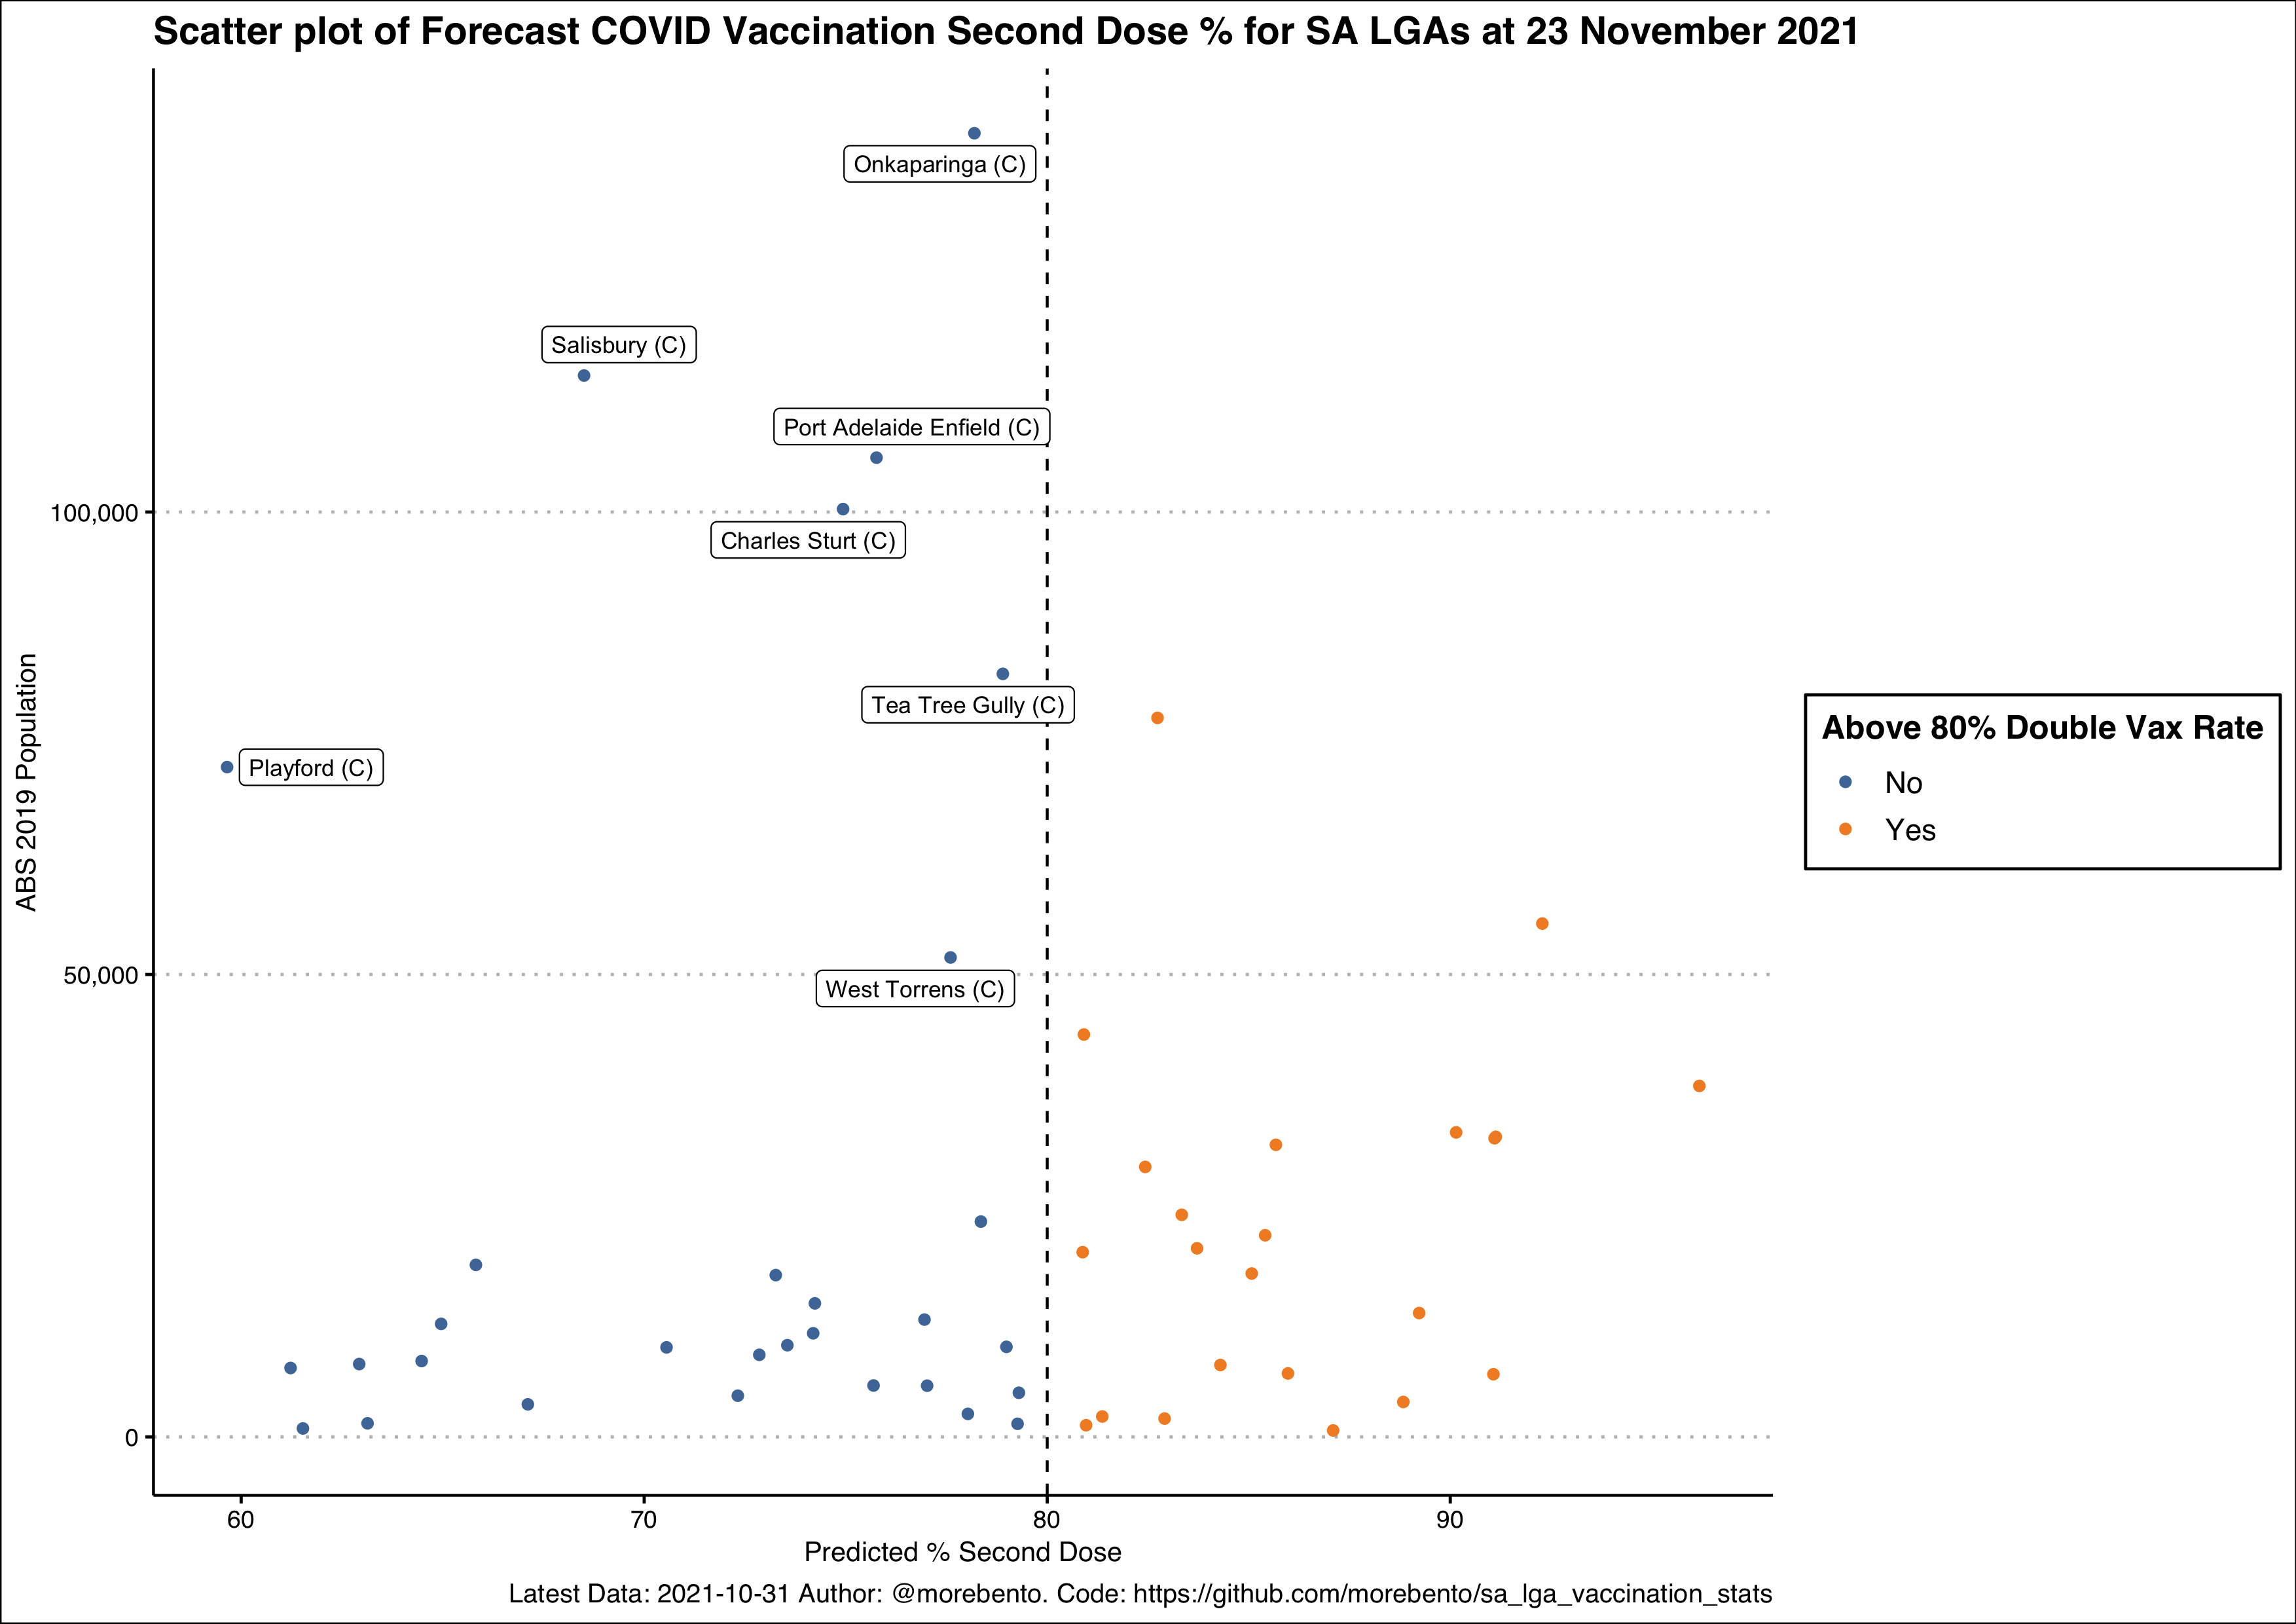 Scatter plot of Forecast COVID Vaccination Second Dose % for SA LGAs at 23 November 2021
Onkaparinga (C)
Salisbury (C)
Port Adelaide Enfield (C)
100,000
Charles Sturt (C)
Tea Tree Gully (C)
Playford (C)
ABS 2019 Population
Above 80% Double Vax Rate
No
Yes
50,000
West Torrens (C)
0
60 70 80 90
Predicted % Second Dose
Latest Data: 2021-10-31 Author: @morebento. Code: https://github.com/morebento/sa_lga_vaccination_stats